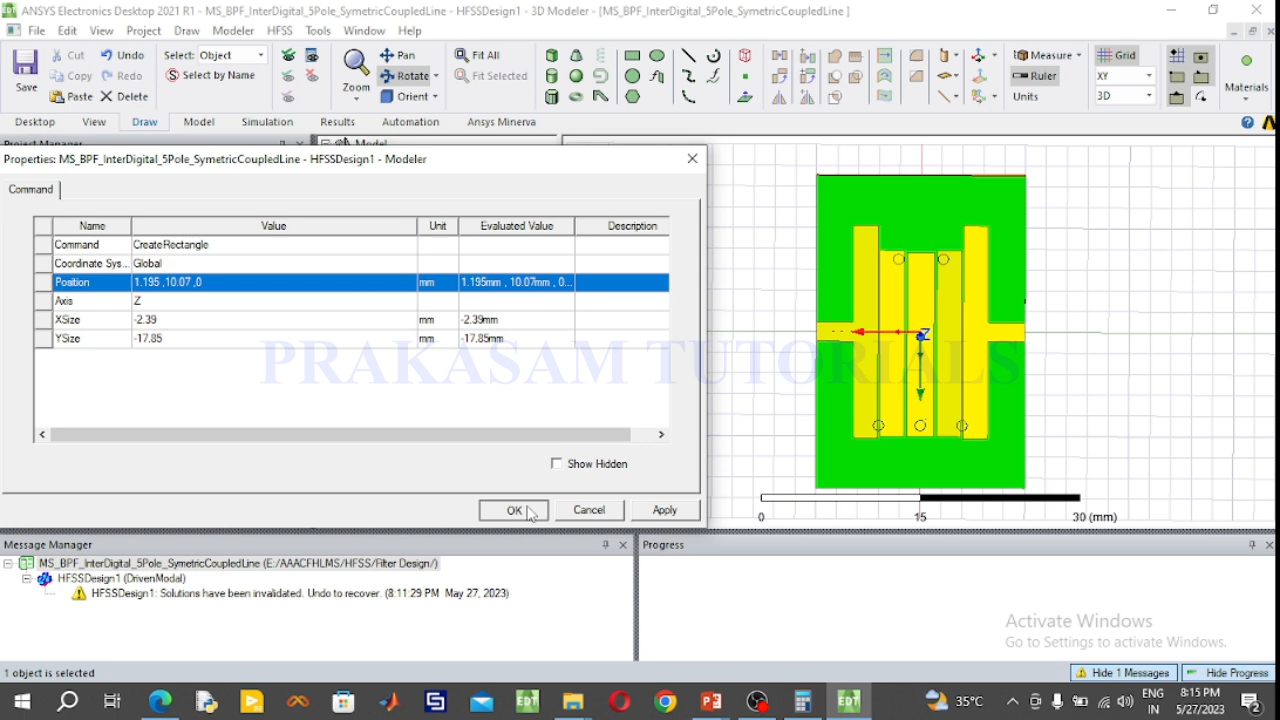 ANSYS Electronics Desktop 2021 R1 - MS_BPF_InterDigital_5Pole_SymetricCoupledLine - HFSSDesign1 - 3D Modeler - [MS_BPF_InterDigital_5Pole_SymetricCoupledLine ]
File Edit View Project Draw Modeler HFSS Tools Window Help
Save Cut Undo Select: Object Zoom Pan Fit All Measure Grid Materials
Copy Redo Select by Name Rotate Fit Selected Ruler XY
Paste Delete Orient Units 3D
Desktop View Draw Model Simulation Results Automation Ansys Minerva
Project Manager Model
Properties: MS_BPF_InterDigital_5Pole_SymetricCoupledLine - HFSSDesign1 - Modeler
Command
Name Value Unit Evaluated Value Description
Command CreateRectangle
Coordinate Sys... Global
Position 1.195 ,10.07 ,0 mm 1.195mm , 10.07mm , 0...
Axis Z
XSize -2.39 mm -2.39mm
YSize -17.85 mm -17.85mm
Z
PRAKASAM TUTORIALS
Show Hidden
OK Cancel Apply
0 15 30 (mm)
Message Manager Progress
MS_BPF_InterDigital_5Pole_SymetricCoupledLine (E:/AAACFHLMS/HFSS/Filter Design/)
HFSSDesign1 (DrivenModal)
HFSSDesign1: Solutions have been invalidated. Undo to recover. (8:11:29 PM May 27, 2023)
Activate Windows
Go to Settings to activate Windows.
1 object is selected Hide 1 Messages Hide Progress
35°C ENG IN 8:15 PM 5/27/2023 2